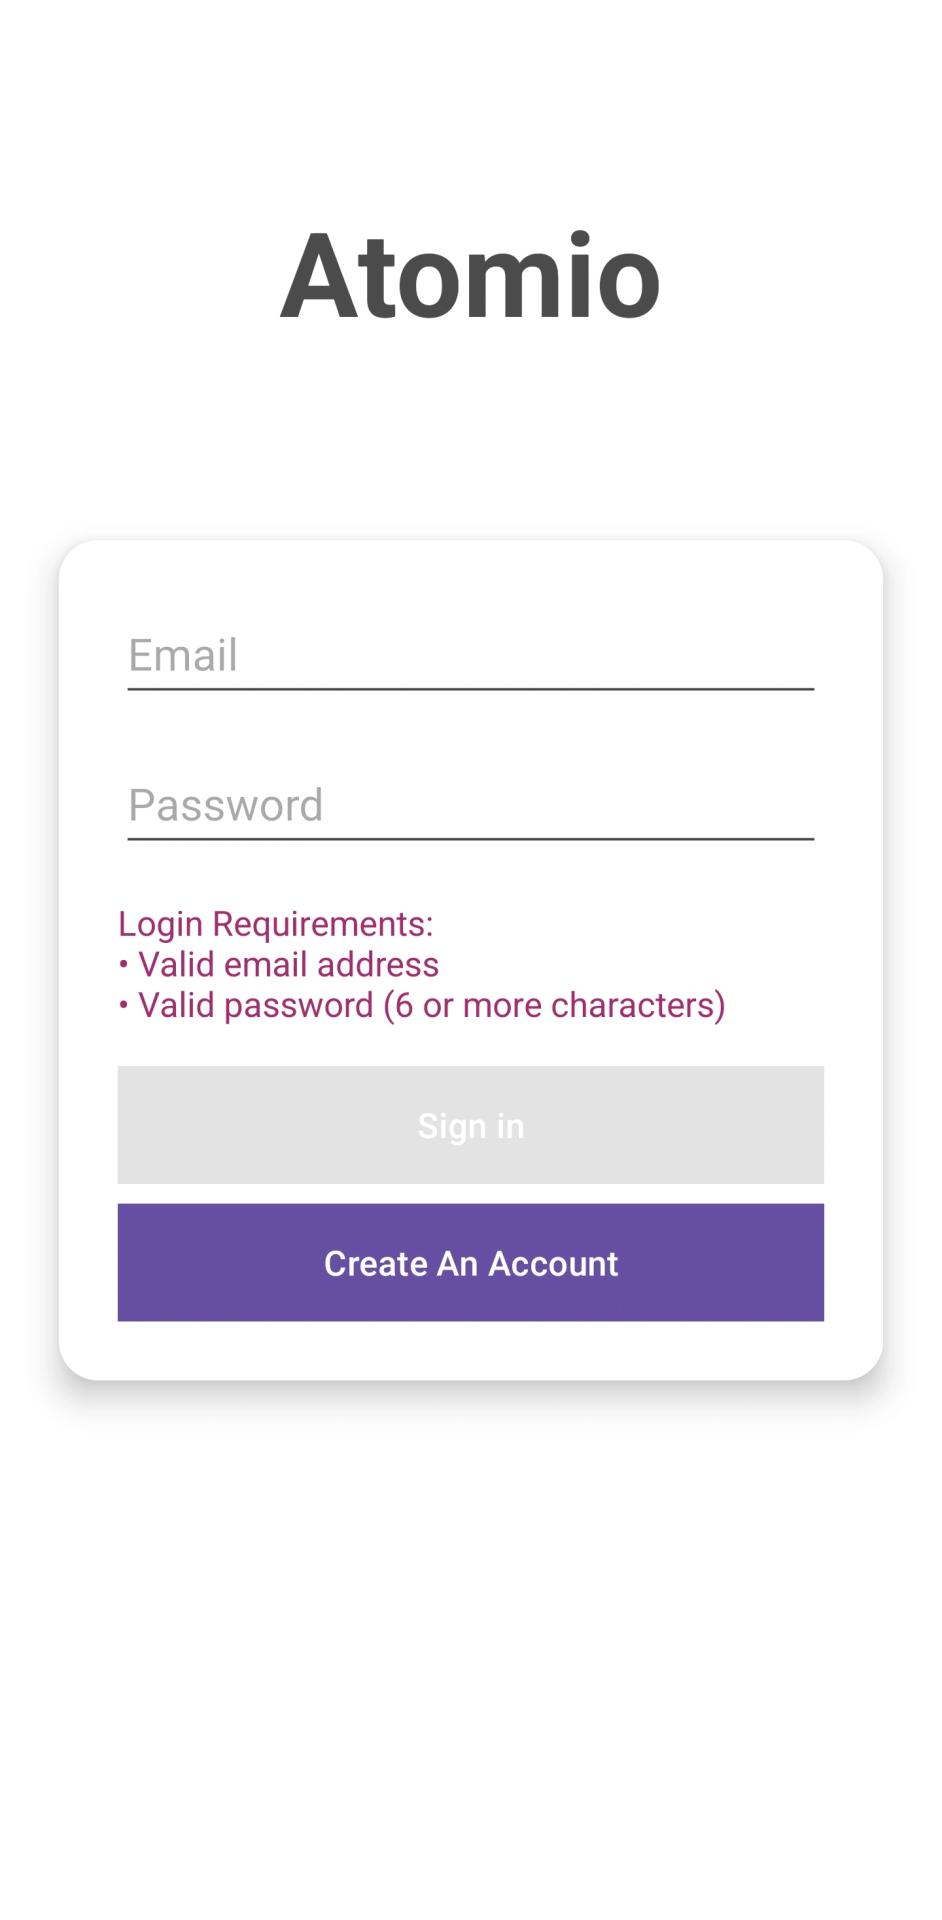 Atomio
Email
Password
Login Requirements:
• Valid email address
• Valid password (6 or more characters)
Sign in
Create An Account